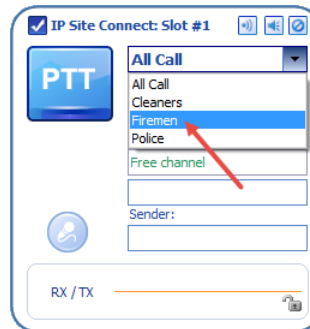 IP Site Connect: Slot #1
PTT
All Call
All Call
Cleaners
Firemen
Police
Free channel
Sender:
RX / TX